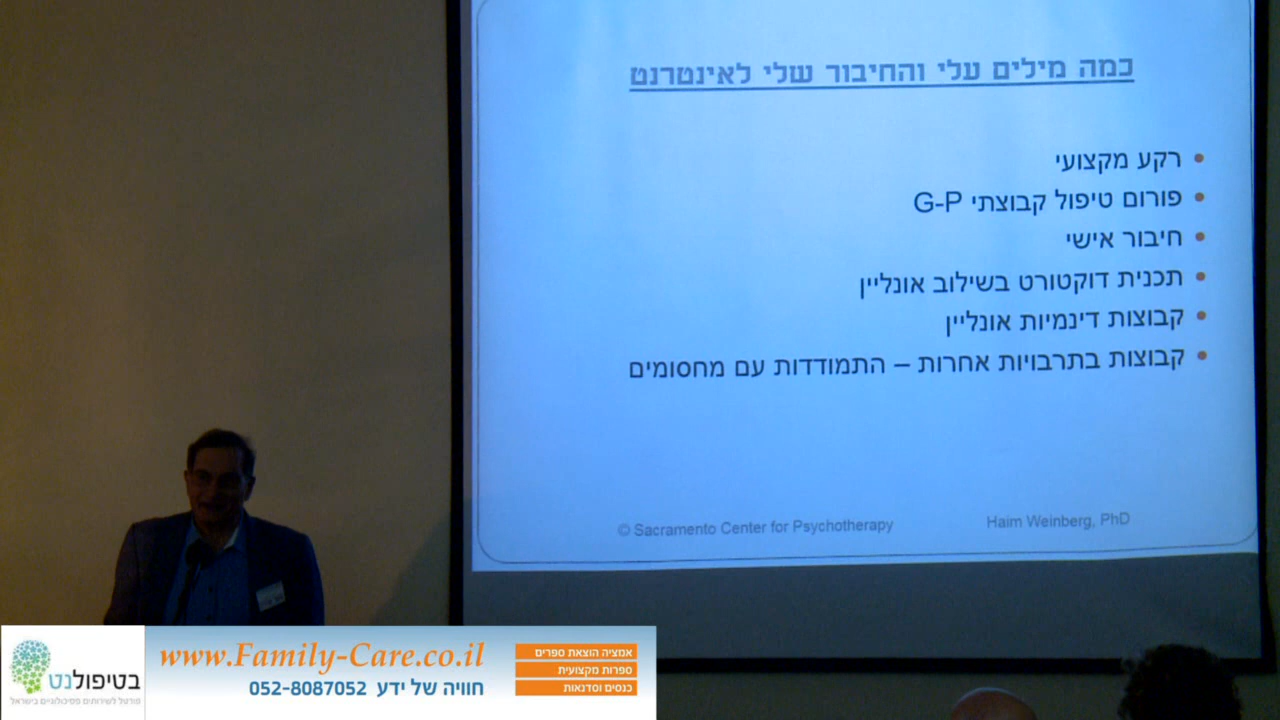 כמה מילים עלי והחיבור שלי לאינטרנט
• רקע מקצועי
• פורום טיפול קבוצתי G-P
• חיבור אישי
• תכנית דוקטורט בשילוב אונליין
• קבוצות דינמיות אונליין
• קבוצות בתרבויות אחרות – התמודדות עם מחסומים
© Sacramento Center for Psychotherapy
Haim Weinberg, PhD
בטיפולנט
פורטל לשירותים פסיכולוגיים בישראל
www.Family-Care.co.il
חוויה של ידע 052-8087052
אמציה הוצאת ספרים
ספרות מקצועית
כנסים וסדנאות